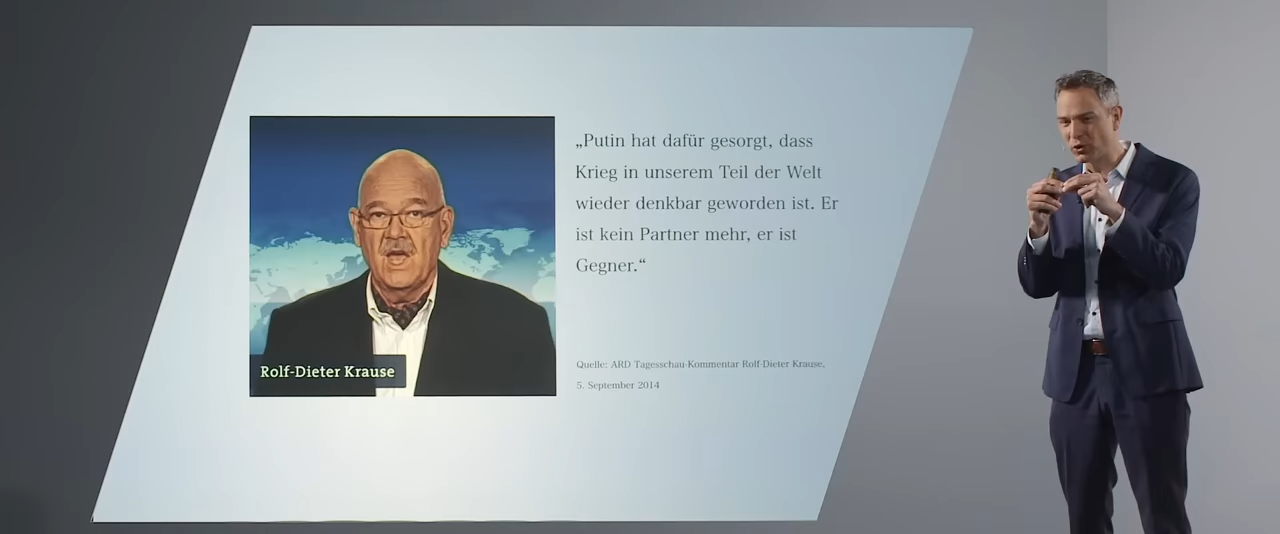 „Putin hat dafür gesorgt, dass
Krieg in unserem Teil der Welt
wieder denkbar geworden ist. Er
ist kein Partner mehr, er ist
Gegner.“
Rolf-Dieter Krause
Quelle: ARD Tagesschau-Kommentar Rolf-Dieter Krause,
5. September 2014